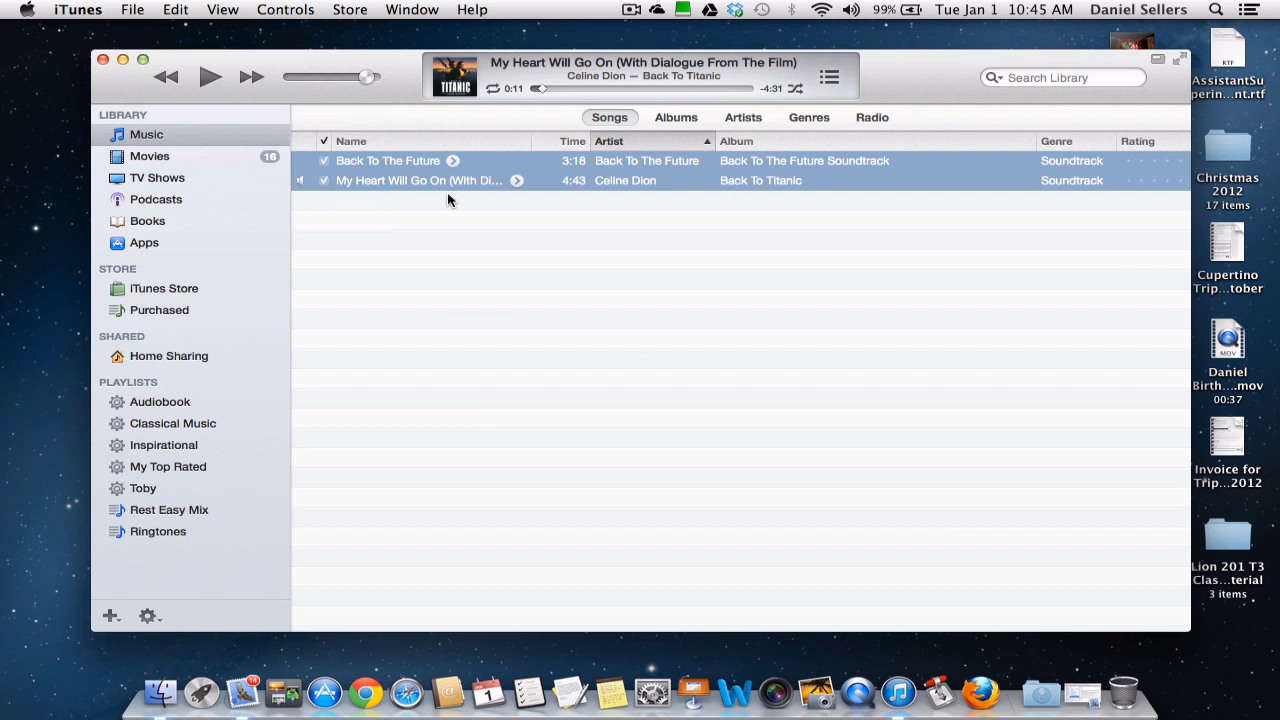 iTunes File Edit View Controls Store Window Help 99% Tue Jan 1 10:45 AM Daniel Sellers
My Heart Will Go On (With Dialogue From The Film)
Celine Dion — Back To Titanic
TITANIC
0:11 -4:31
Search Library
LIBRARY
Music
Movies 16
TV Shows
Podcasts
Books
Apps
STORE
iTunes Store
Purchased
SHARED
Home Sharing
PLAYLISTS
Audiobook
Classical Music
Inspirational
My Top Rated
Toby
Rest Easy Mix
Ringtones
Songs Albums Artists Genres Radio
Name Time Artist Album Genre Rating
Back To The Future 3:18 Back To The Future Back To The Future Soundtrack Soundtrack
My Heart Will Go On (With Di... 4:43 Celine Dion Back To Titanic Soundtrack
RTF
AssistantSu
perin...nt.rtf
Christmas
2012
17 items
Cupertino
Trip...tober
MOV
Daniel
Birth....mov
00:37
Invoice for
Trip...2012
Lion 201 T3
Clas...terial
3 items
14
1